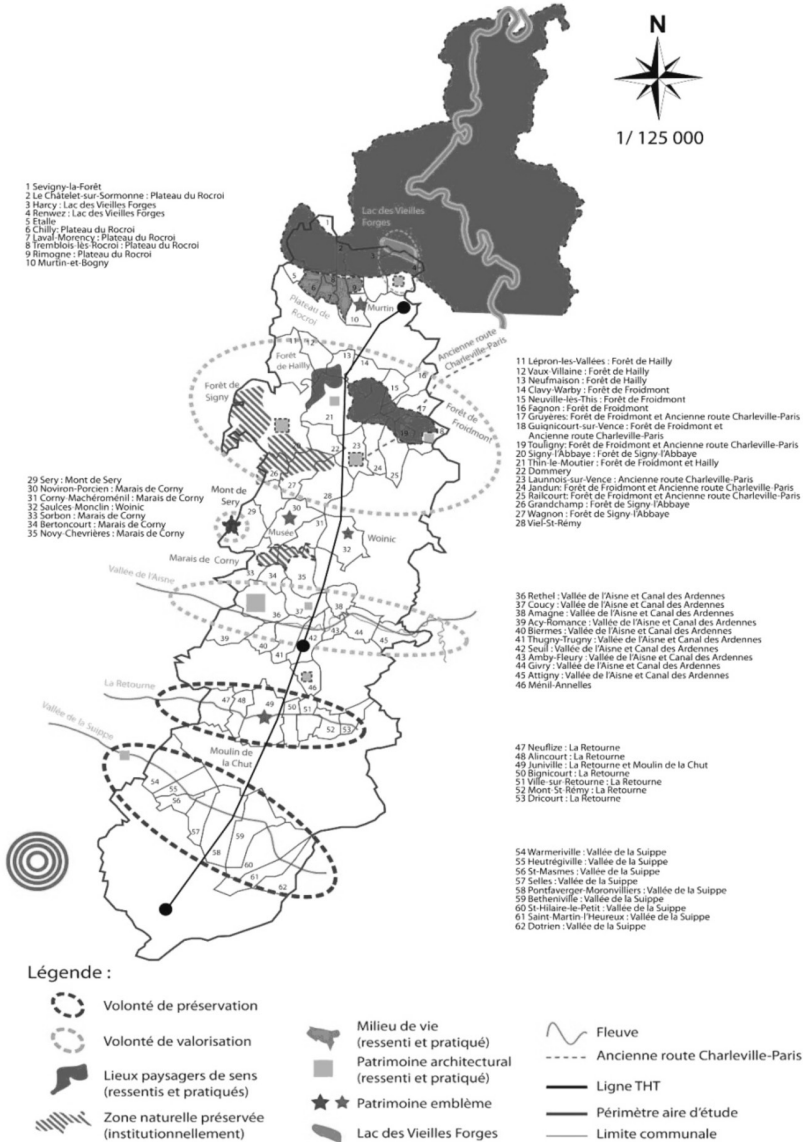 N
1/ 125 000
1 Sevigny-la-Forêt
2 Le Châtelet-sur-Sormonne : Plateau du Rocroi
3 Harcy : Lac des Vieilles Forges
4 Renwez : Lac des Vieilles Forges
5 Etalle
6 Chilly: Plateau du Rocroi
7 Laval-Morency : Plateau du Rocroi
8 Tremblois-lès-Rocroi : Plateau du Rocroi
9 Rimogne : Plateau du Rocroi
10 Murtin-et-Bogny
Lac des Vieilles
Forges
Plateau de
Rocroi
Murtin
Ancienne route
Charleville-Paris
Forêt
de Hailly
Forêt de
Signy
Forêt de
Froidmont
11 Lépron-les-Vallées : Forêt de Hailly
12 Vaux-Villaine : Forêt de Hailly
13 Neufmaison : Forêt de Hailly
14 Clavy-Warby : Forêt de Froidmont
15 Neuville-lès-This : Forêt de Froidmont
16 Fagnon : Forêt de Froidmont
17 Gruyères: Forêt de Froidmont et Ancienne route Charleville-Paris
18 Guignicourt-sur-Vence : Forêt de Froidmont et
Ancienne route Charleville-Paris
19 Touligny : Forêt de Froidmont et Ancienne route Charleville-Paris
20 Signy-l'Abbaye : Forêt de Signy-l'Abbaye
21 Thin-le-Moutier : Forêt de Froidmont et Hailly
22 Dommery
23 Launnois-sur-Vence : Ancienne route Charleville-Paris
24 Jandun : Forêt de Froidmont et Ancienne route Charleville-Paris
25 Raillcourt: Forêt de Froidmont et Ancienne route Charleville-Paris
26 Grandchamp : Forêt de Signy-l'Abbaye
27 Wagnon : Forêt de Signy-l'Abbaye
28 Viel-St-Rémy
29 Sery : Mont de Sery
30 Noviron-Porcien : Marais de Corny
31 Corny-Machéroménil : Marais de Corny
32 Saulces-Monclin : Woinic
33 Sorbon : Marais de Corny
34 Bertoncourt : Marais de Corny
35 Novy-Chevrières : Marais de Corny
Mont de
Sery
Musée
Woinic
Marais de Corny
Vallée de l'Aisne
36 Rethel : Vallée de l'Aisne et Canal des Ardennes
37 Coucy : Vallée de l'Aisne et Canal des Ardennes
38 Amagne : Vallée de l'Aisne et Canal des Ardennes
39 Acy-Romance : Vallée de l'Aisne et Canal des Ardennes
40 Biermes : Vallée de l'Aisne et Canal des Ardennes
41 Thugny-Trugny : Vallée de l'Aisne et Canal des Ardennes
42 Seuil : Vallée de l'Aisne et Canal des Ardennes
43 Amby-Fleury : Vallée de l'Aisne et Canal des Ardennes
44 Givry : Vallée de l'Aisne et Canal des Ardennes
45 Attigny : Vallée de l'Aisne et Canal des Ardennes
46 Ménil-Annelles
La Retourne
Vallée de la Suippe
Moulin de
la Chut
47 Neuflize : La Retourne
48 Alincourt : La Retourne
49 Juniville : La Retourne et Moulin de la Chut
50 Bignicourt : La Retourne
51 Ville-sur-Retourne : La Retourne
52 Mont-St-Rémy : La Retourne
53 Dricourt : La Retourne
54 Warmeriville : Vallée de la Suippe
55 Heutrégiville : Vallée de la Suippe
56 St-Masmes : Vallée de la Suippe
57 Selles : Vallée de la Suippe
58 Pontfaverger-Moronvilliers : Vallée de la Suippe
59 Betheniville : Vallée de la Suippe
60 St-Hilaire-le-Petit : Vallée de la Suippe
61 Saint-Martin-l'Heureux : Vallée de la Suippe
62 Dotrien : Vallée de la Suippe
Légende :
Volonté de préservation
Volonté de valorisation
Lieux paysagers de sens
(ressentis et pratiqués)
Zone naturelle préservée
(institutionnellement)
Milieu de vie
(ressenti et pratiqué)
Patrimoine architectural
(ressenti et pratiqué)
Patrimoine emblème
Lac des Vieilles Forges
Fleuve
Ancienne route Charleville-Paris
Ligne THT
Périmètre aire d'étude
Limite communale